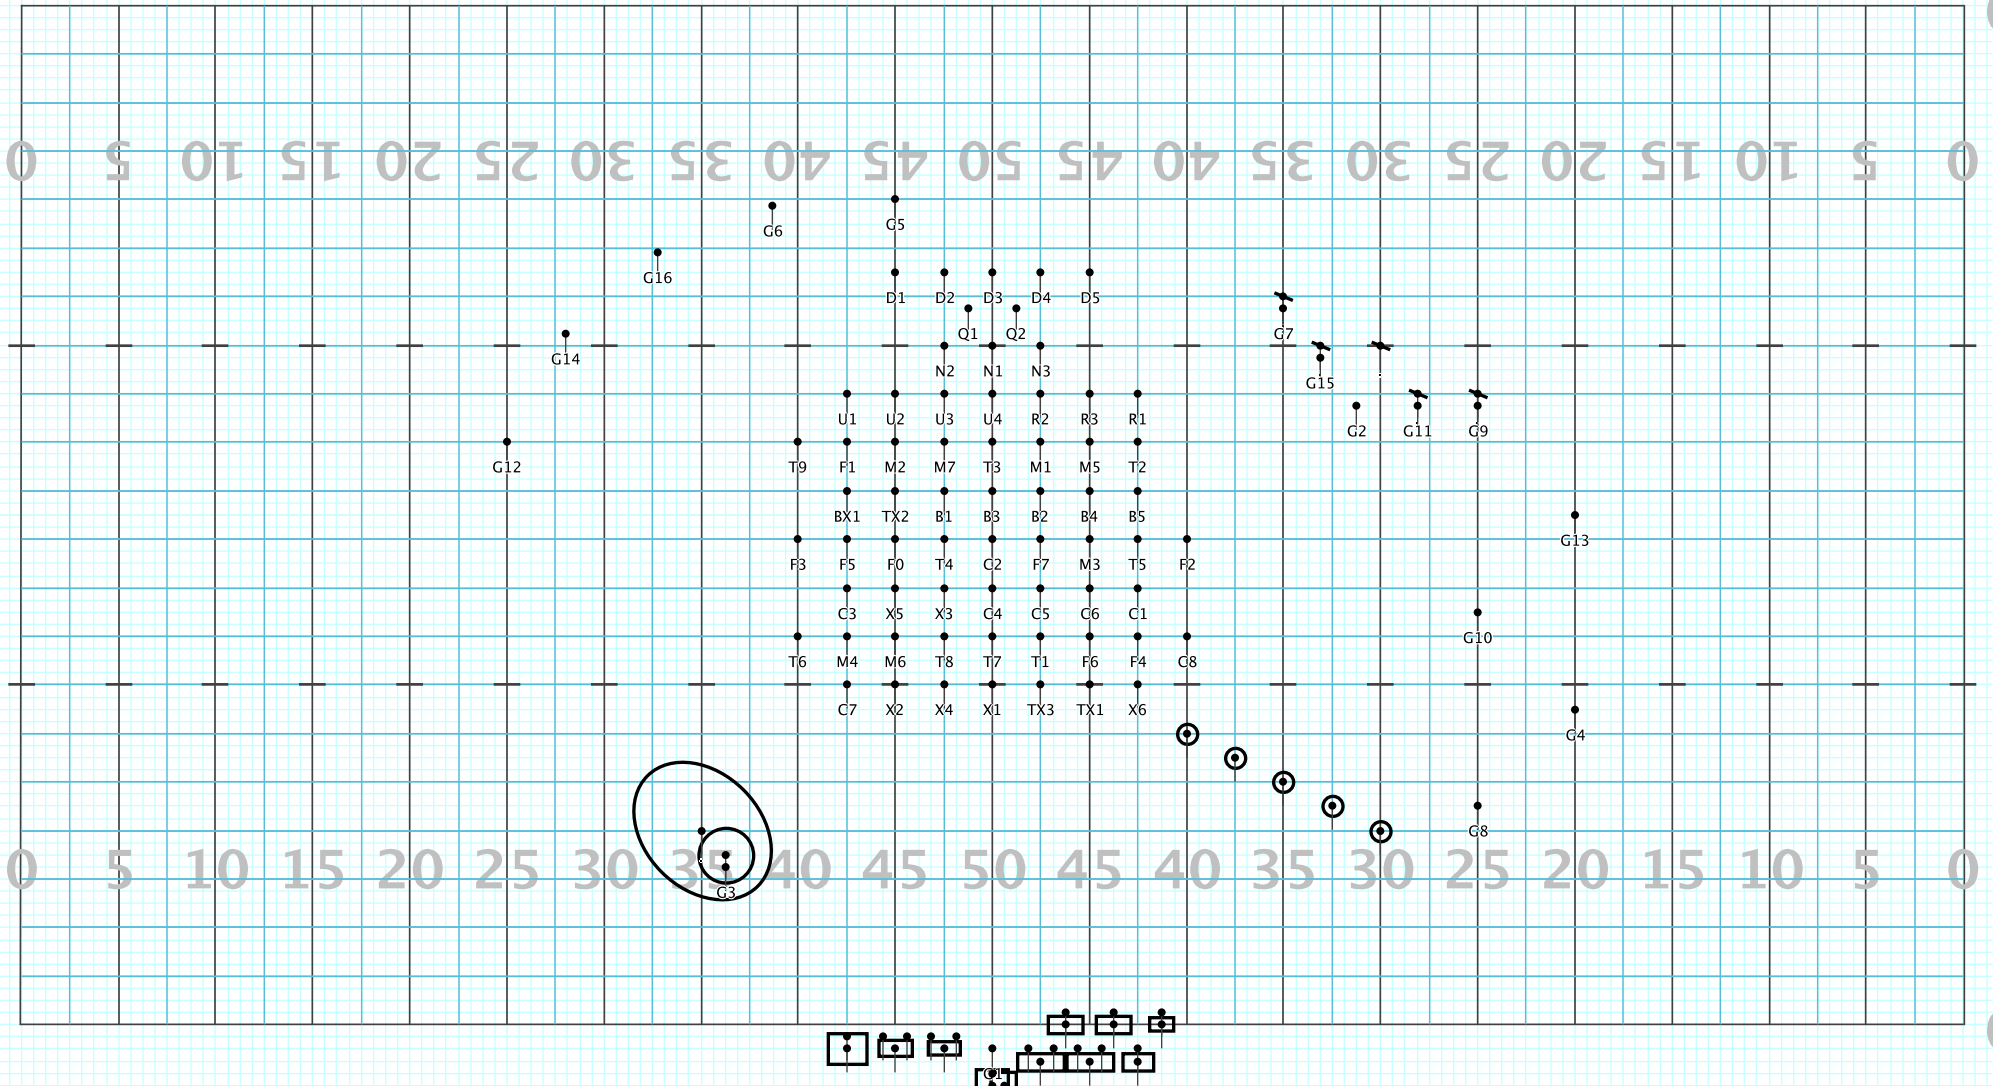 0 5 10 15 20 25 30 35 40 45 50 45 40 35 30 25 20 15 10 5 0
G6 G5
G16
D1 D2 D3 D4 D5
Q1 Q2 G7
G14
N2 N1 N3 G15
U1 U2 U3 U4 R2 R3 R1 G2 G11 G9
G12 T9 F1 M2 M7 T3 M1 M5 T2
BX1 TX2 B1 B3 B2 B4 B5
G13
F3 F5 F0 T4 C2 F7 M3 T5 F2
C3 X5 X3 C4 C5 C6 C1
G10
T6 M4 M6 T8 T7 T1 F6 F4 C8
C7 X2 X4 X1 TX3 TX1 X6
G4
G8
0 5 10 15 20 25 30 35 40 45 50 45 40 35 30 25 20 15 10 5 0
G3
G1